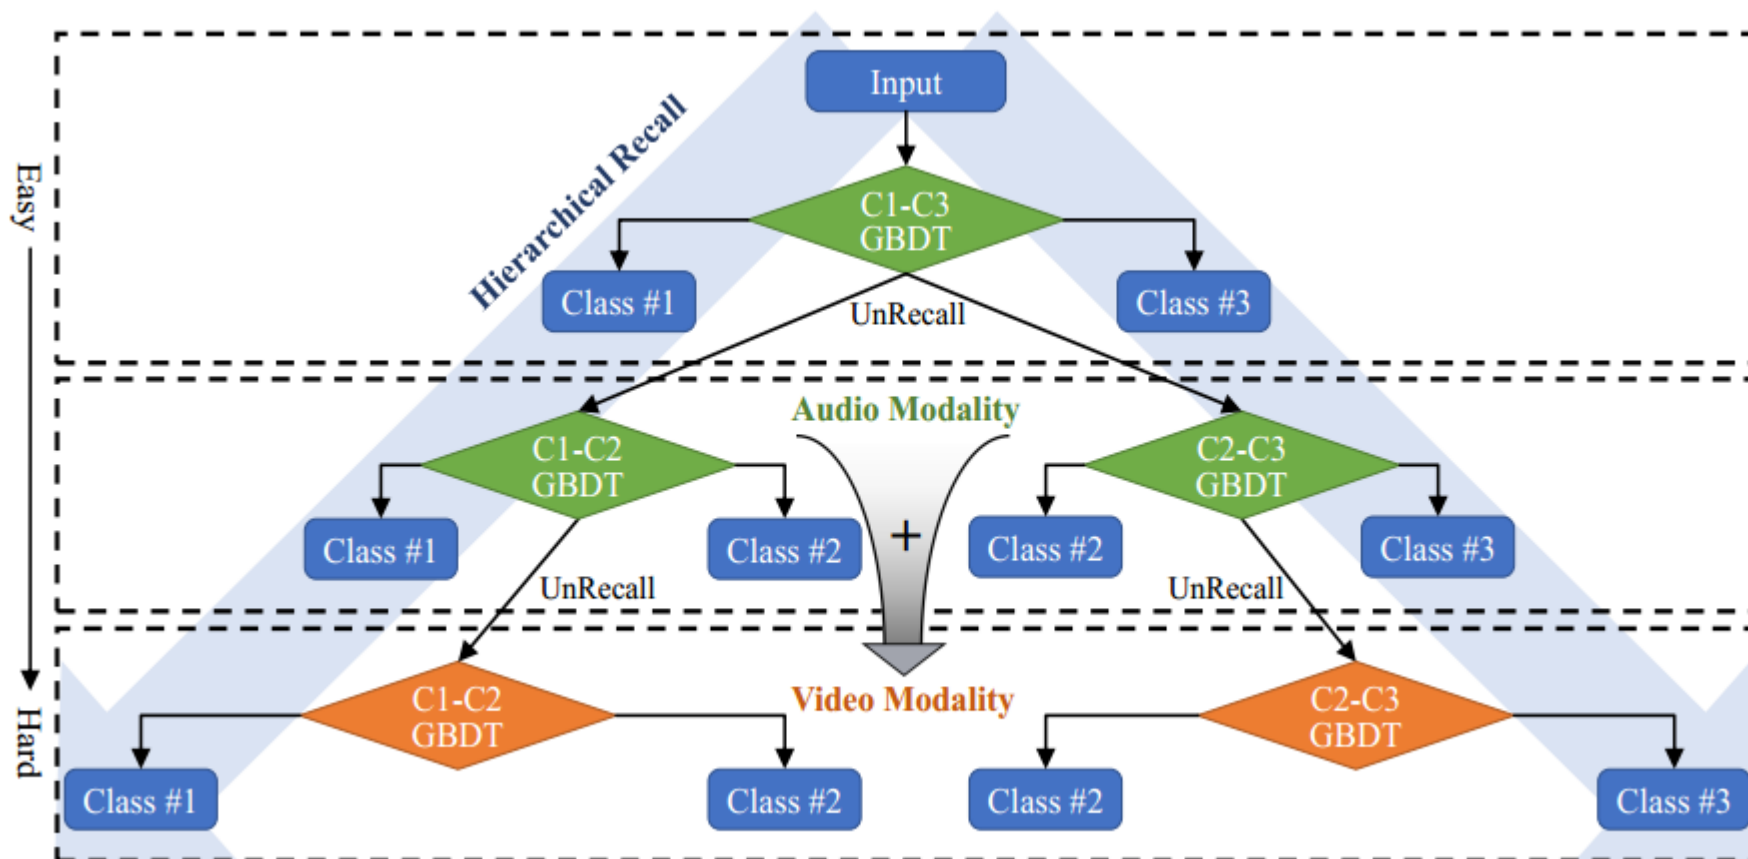 Input
Easy
Hierarchical Recall
C1-C3
GBDT
Class #1
Class #3
UnRecall
Audio Modality
C1-C2
GBDT
C2-C3
GBDT
Class #1
Class #2
+
Class #2
Class #3
UnRecall
UnRecall
Video Modality
C1-C2
GBDT
C2-C3
GBDT
Hard
Class #1
Class #2
Class #2
Class #3